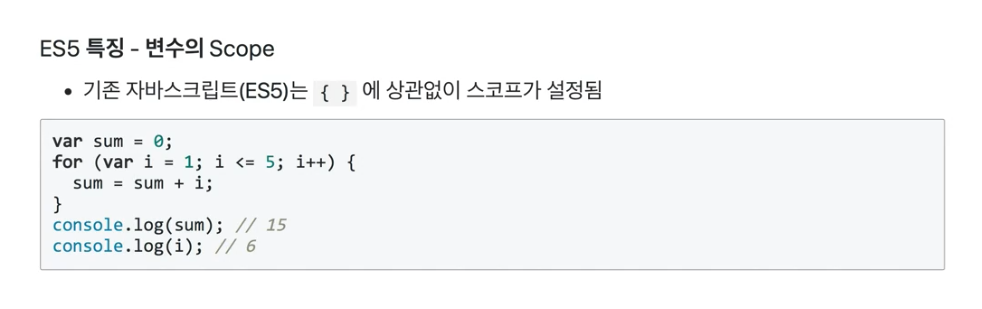 ES5 특징 - 변수의 Scope
• 기존 자바스크립트(ES5)는 { } 에 상관없이 스코프가 설정됨
var sum = 0;
for (var i = 1; i <= 5; i++) {
  sum = sum + i;
}
console.log(sum); // 15
console.log(i); // 6